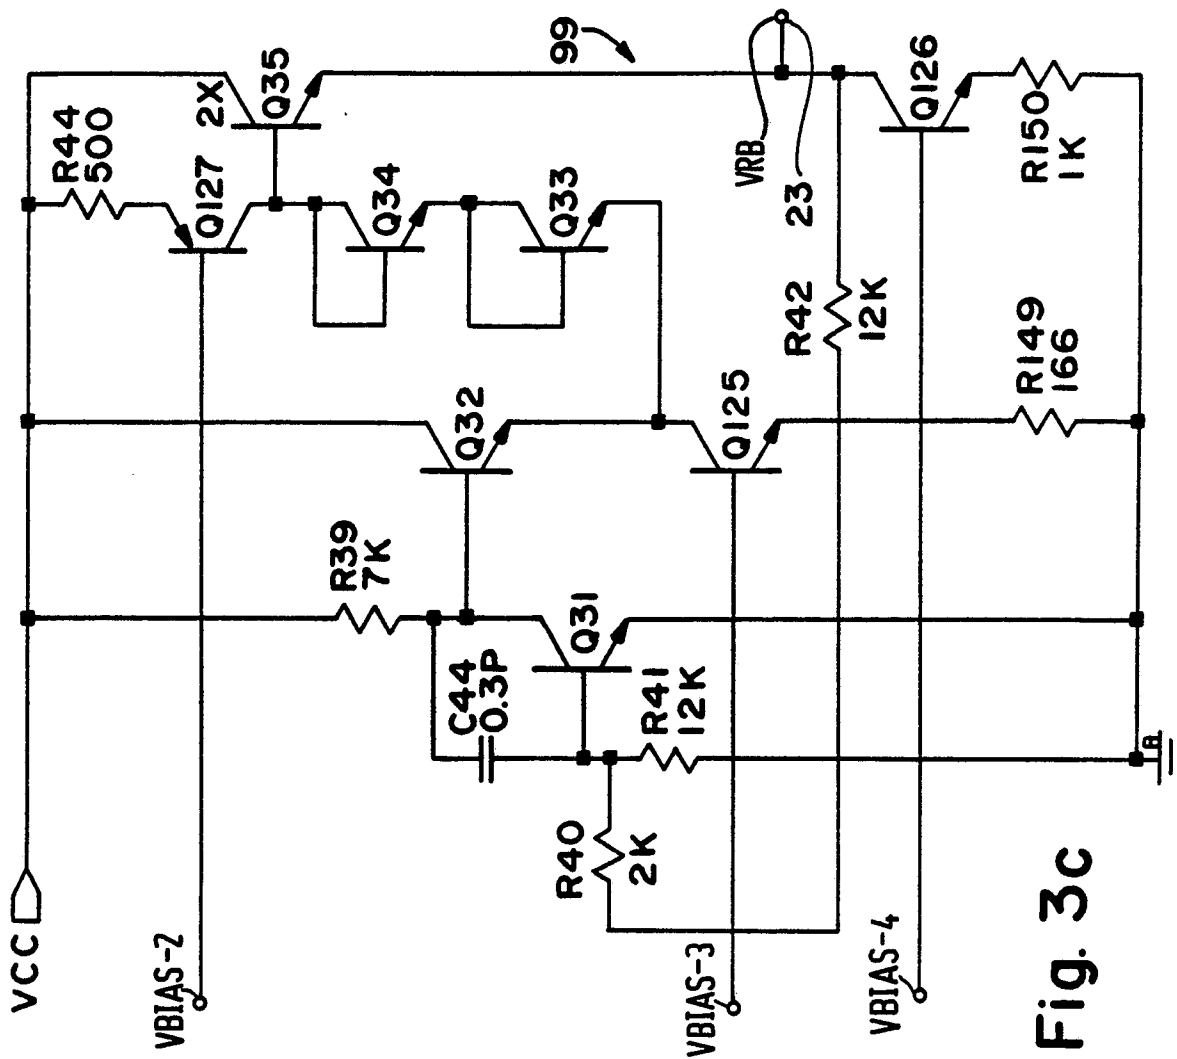 VCC
VBIAS-2
R44
500
Q127
2X
Q35
Q34
Q33
99
VRB
23
Q32
R39
7K
C44
0.3P
Q31
R41
12K
R40
2K
Q125
VBIAS-3
R42
12K
Q126
VBIAS-4
R150
1K
R149
166
R
Fig. 3c